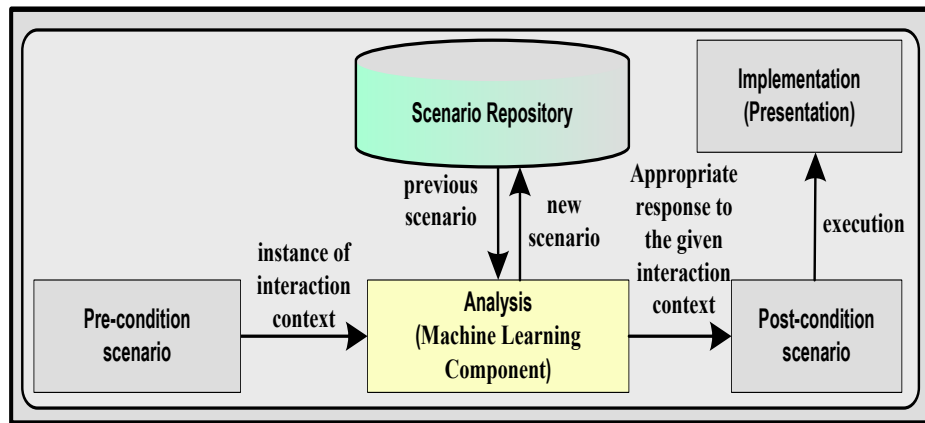 Scenario Repository
Implementation
(Presentation)
previous
scenario
new
scenario
Appropriate
response to
the given
interaction
context
execution
instance of
interaction
context
Pre-condition
scenario
Analysis
(Machine Learning
Component)
Post-condition
scenario